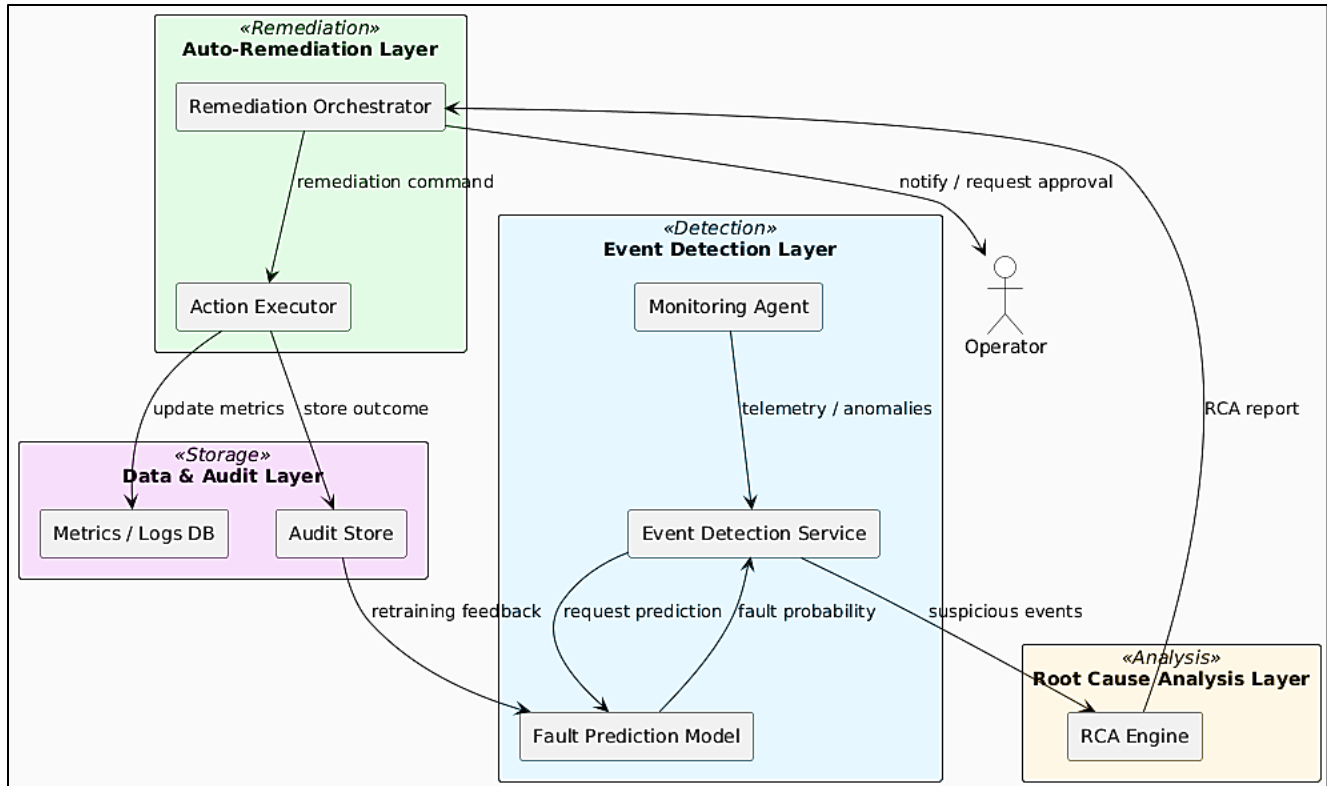 «Remediation»
Auto-Remediation Layer
Remediation Orchestrator
remediation command
notify / request approval
«Detection»
Event Detection Layer
Action Executor
Monitoring Agent
Operator
update metrics
store outcome
telemetry / anomalies
RCA report
«Storage»
Data & Audit Layer
Metrics / Logs DB
Audit Store
Event Detection Service
retraining feedback
request prediction
fault probability
suspicious events
«Analysis»
Root Cause Analysis Layer
Fault Prediction Model
RCA Engine